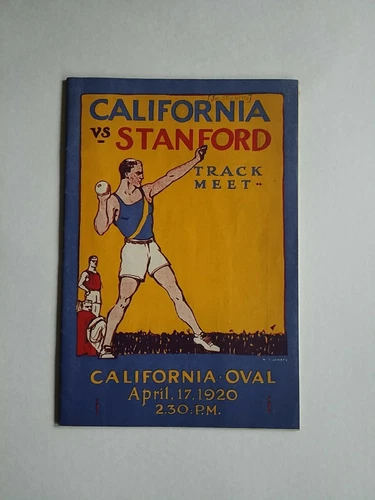 CALIFORNIA
vs STANFORD
TRACK
MEET
CALIFORNIA · OVAL
April. 17. 1920
2.30: P.M.